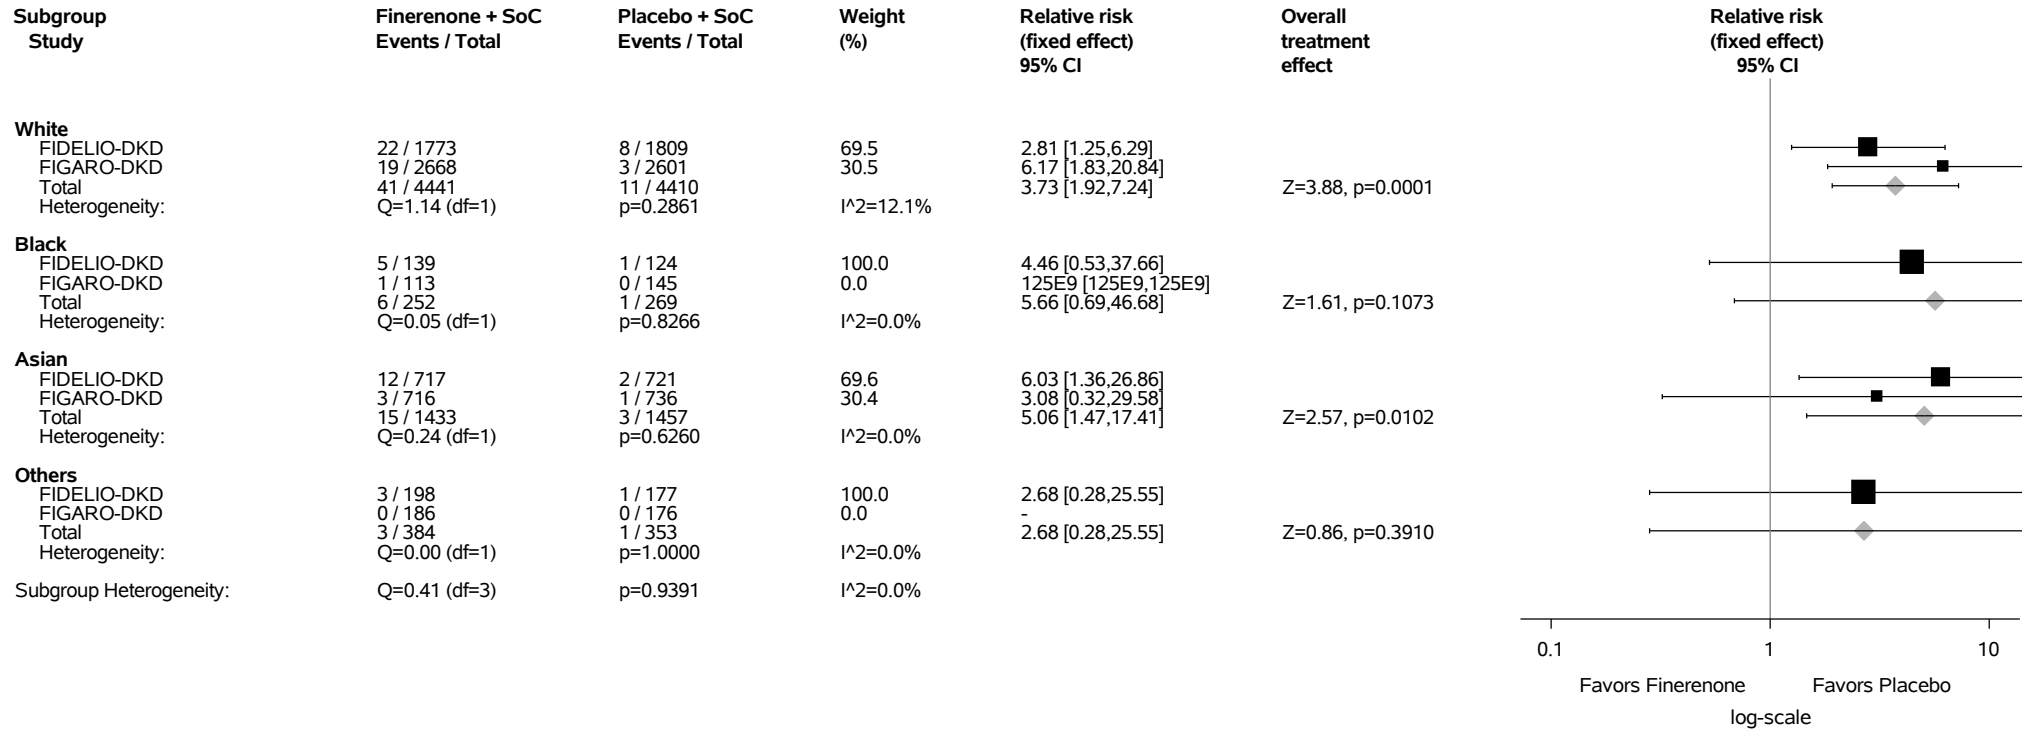 Subgroup Finerenone + SoC Placebo + SoC Weight Relative risk Overall Relative risk
Study Events / Total Events / Total (%) (fixed effect) treatment (fixed effect)
95% CI effect 95% CI
White
FIDELIO-DKD 22 / 1773 8 / 1809 69.5 2.81 [1.25,6.29]
FIGARO-DKD 19 / 2668 3 / 2601 30.5 6.17 [1.83,20.84]
Total 41 / 4441 11 / 4410 3.73 [1.92,7.24] Z=3.88, p=0.0001
Heterogeneity: Q=1.14 (df=1) p=0.2861 I^2=12.1%
Black
FIDELIO-DKD 5 / 139 1 / 124 100.0 4.46 [0.53,37.66]
FIGARO-DKD 1 / 113 0 / 145 0.0 125E9 [125E9,125E9]
Total 6 / 252 1 / 269 5.66 [0.69,46.68] Z=1.61, p=0.1073
Heterogeneity: Q=0.05 (df=1) p=0.8266 I^2=0.0%
Asian
FIDELIO-DKD 12 / 717 2 / 721 69.6 6.03 [1.36,26.86]
FIGARO-DKD 3 / 716 1 / 736 30.4 3.08 [0.32,29.58]
Total 15 / 1433 3 / 1457 5.06 [1.47,17.41] Z=2.57, p=0.0102
Heterogeneity: Q=0.24 (df=1) p=0.6260 I^2=0.0%
Others
FIDELIO-DKD 3 / 198 1 / 177 100.0 2.68 [0.28,25.55]
FIGARO-DKD 0 / 186 0 / 176 0.0 -
Total 3 / 384 1 / 353 2.68 [0.28,25.55] Z=0.86, p=0.3910
Heterogeneity: Q=0.00 (df=1) p=1.0000 I^2=0.0%
Subgroup Heterogeneity: Q=0.41 (df=3) p=0.9391 I^2=0.0%
0.1 1 10
Favors Finerenone Favors Placebo
log-scale